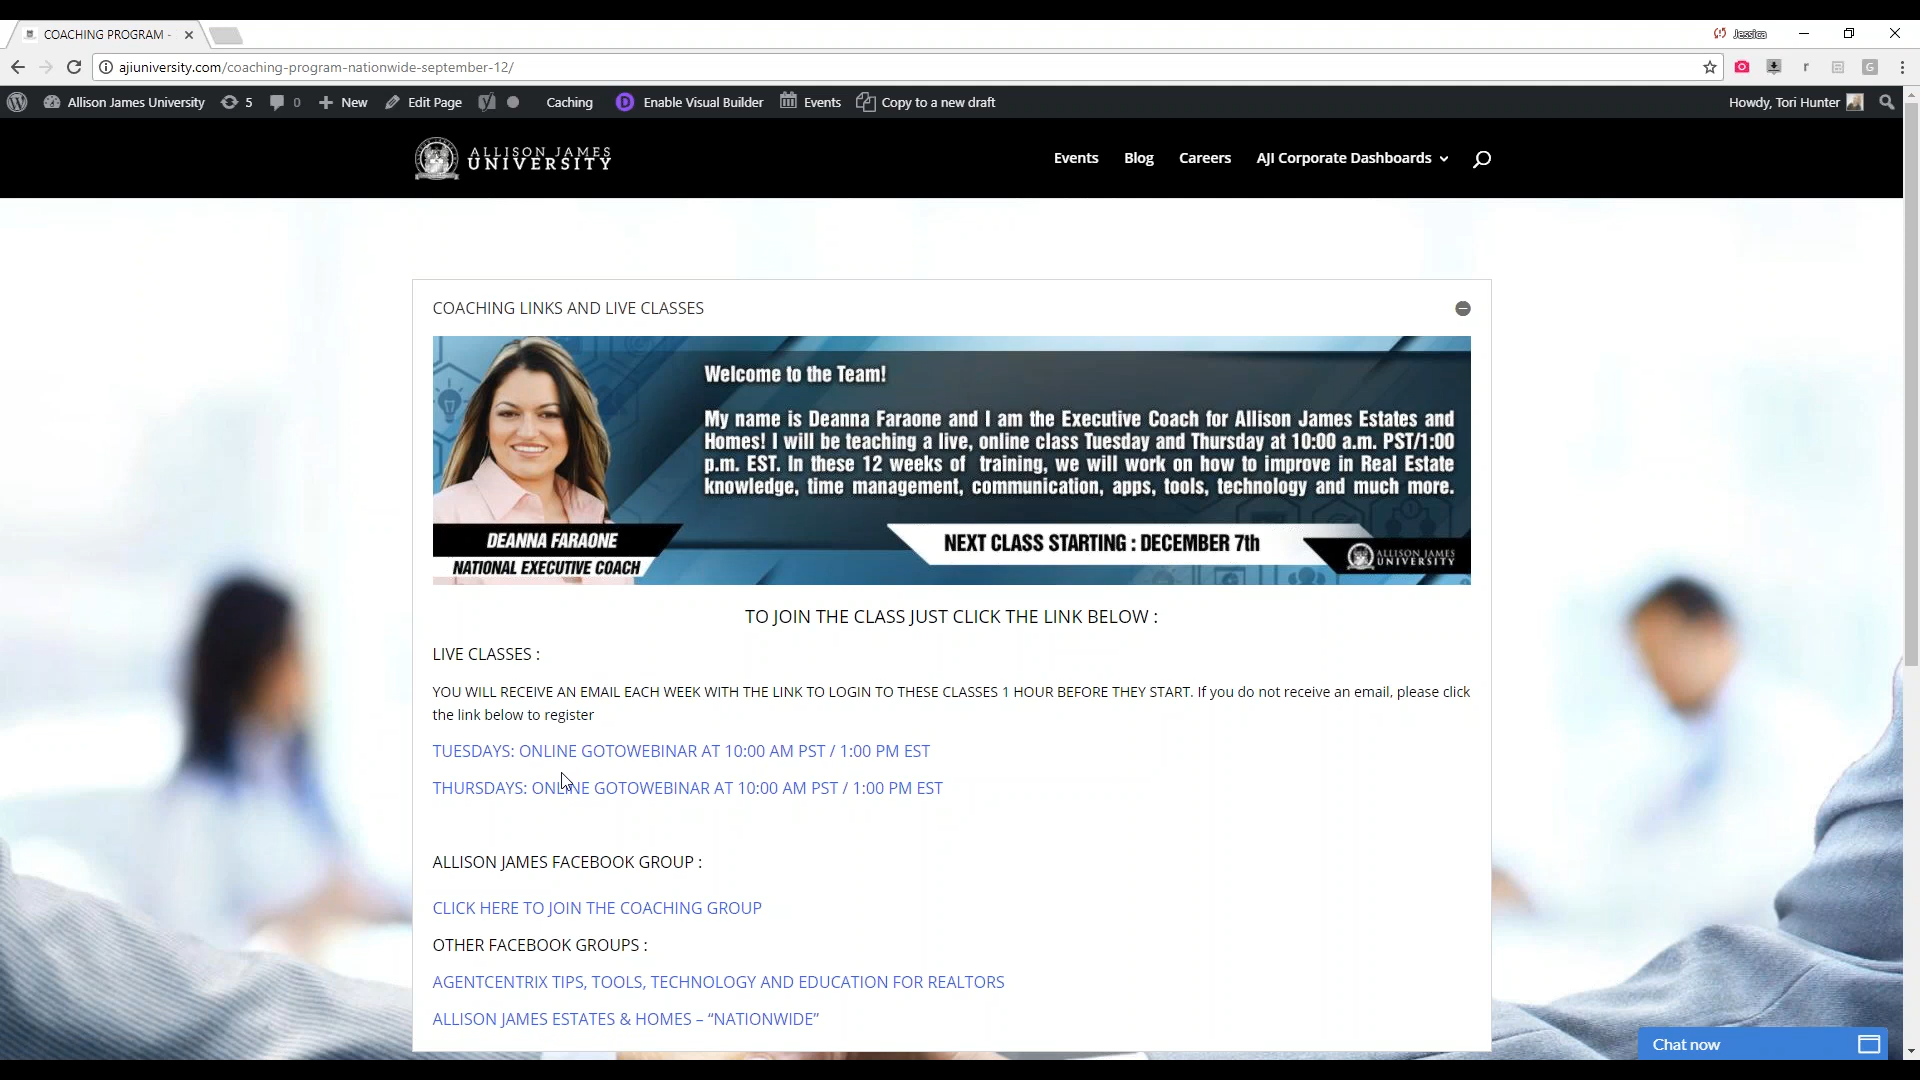 COACHING PROGRAM -
Jessica
ajiuniversity.com/coaching-program-nationwide-september-12/
r
G
Allison James University
5
0
New
Edit Page
Caching
D
Enable Visual Builder
Events
Copy to a new draft
Howdy, Tori Hunter
ALLISON JAMES
UNIVERSITY
Events
Blog
Careers
AJI Corporate Dashboards
COACHING LINKS AND LIVE CLASSES
Welcome to the Team!
My name is Deanna Faraone and I am the Executive Coach for Allison James Estates and
Homes! I will be teaching a live, online class Tuesday and Thursday at 10:00 a.m. PST/1:00
p.m. EST. In these 12 weeks of training, we will work on how to improve in Real Estate
knowledge, time management, communication, apps, tools, technology and much more.
DEANNA FARAONE
NATIONAL EXECUTIVE COACH
NEXT CLASS STARTING : DECEMBER 7th
ALLISON JAMES
UNIVERSITY
TO JOIN THE CLASS JUST CLICK THE LINK BELOW :
LIVE CLASSES :
YOU WILL RECEIVE AN EMAIL EACH WEEK WITH THE LINK TO LOGIN TO THESE CLASSES 1 HOUR BEFORE THEY START. If you do not receive an email, please click
the link below to register
TUESDAYS: ONLINE GOTOWEBINAR AT 10:00 AM PST / 1:00 PM EST
THURSDAYS: ONLINE GOTOWEBINAR AT 10:00 AM PST / 1:00 PM EST
ALLISON JAMES FACEBOOK GROUP :
CLICK HERE TO JOIN THE COACHING GROUP
OTHER FACEBOOK GROUPS :
AGENTCENTRIX TIPS, TOOLS, TECHNOLOGY AND EDUCATION FOR REALTORS
ALLISON JAMES ESTATES & HOMES – “NATIONWIDE”
Chat now